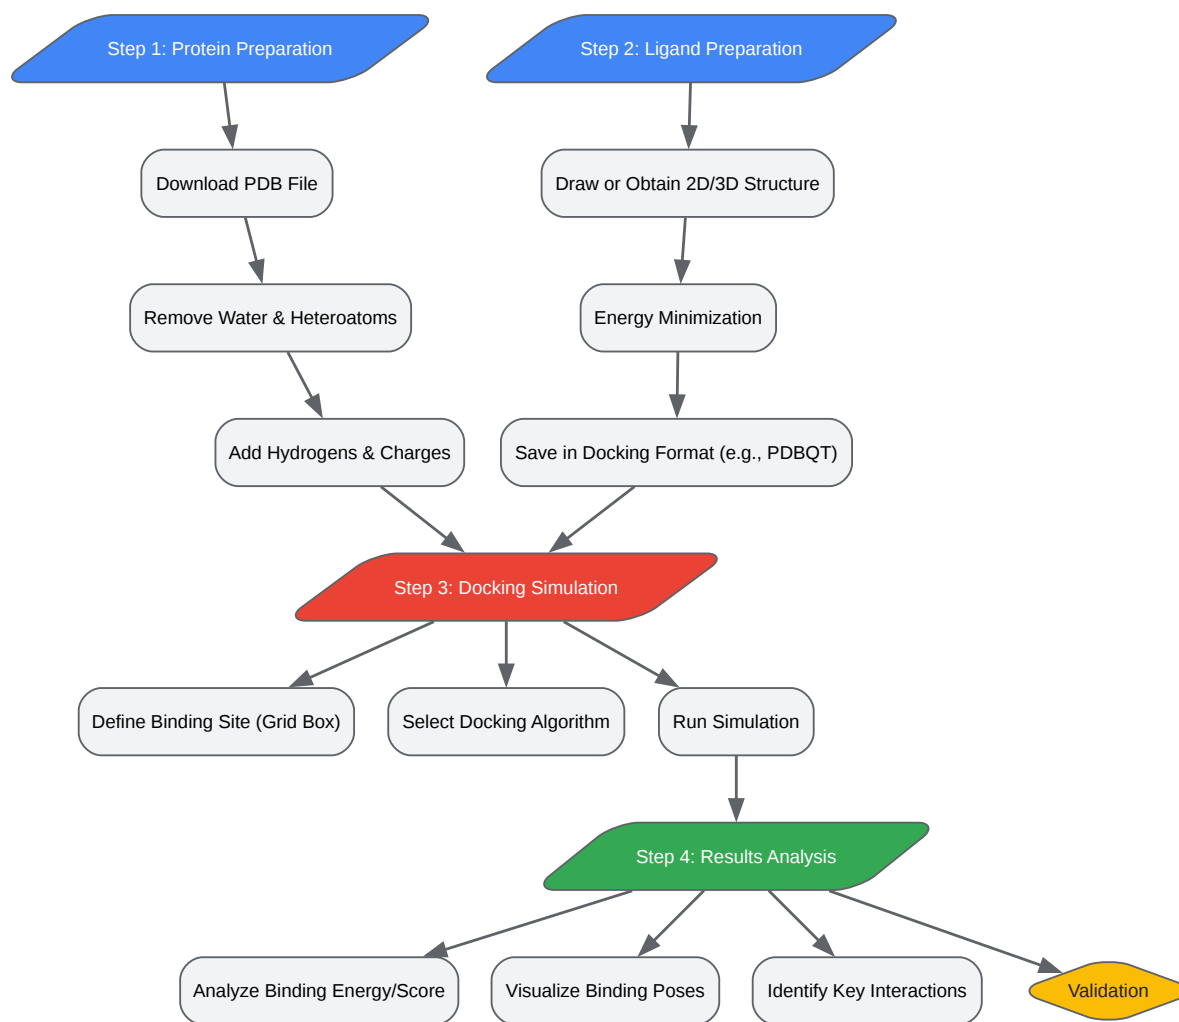 Step 1: Protein Preparation
Step 2: Ligand Preparation
Download PDB File
Draw or Obtain 2D/3D Structure
Remove Water & Heteroatoms
Energy Minimization
Add Hydrogens & Charges
Save in Docking Format (e.g., PDBQT)
Step 3: Docking Simulation
Define Binding Site (Grid Box)
Select Docking Algorithm
Run Simulation
Step 4: Results Analysis
Analyze Binding Energy/Score
Visualize Binding Poses
Identify Key Interactions
Validation